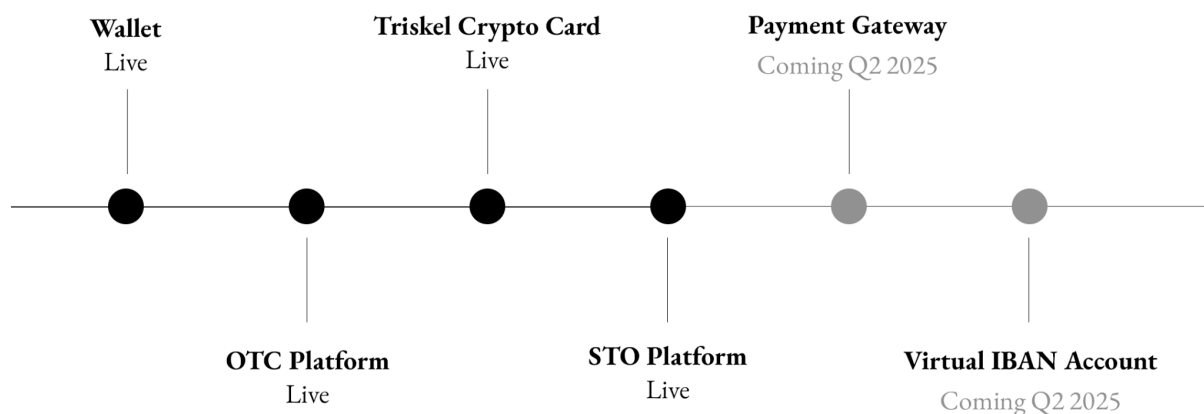 Wallet
Live
Triskel Crypto Card
Live
Payment Gateway
Coming Q2 2025
OTC Platform
Live
STO Platform
Live
Virtual IBAN Account
Coming Q2 2025